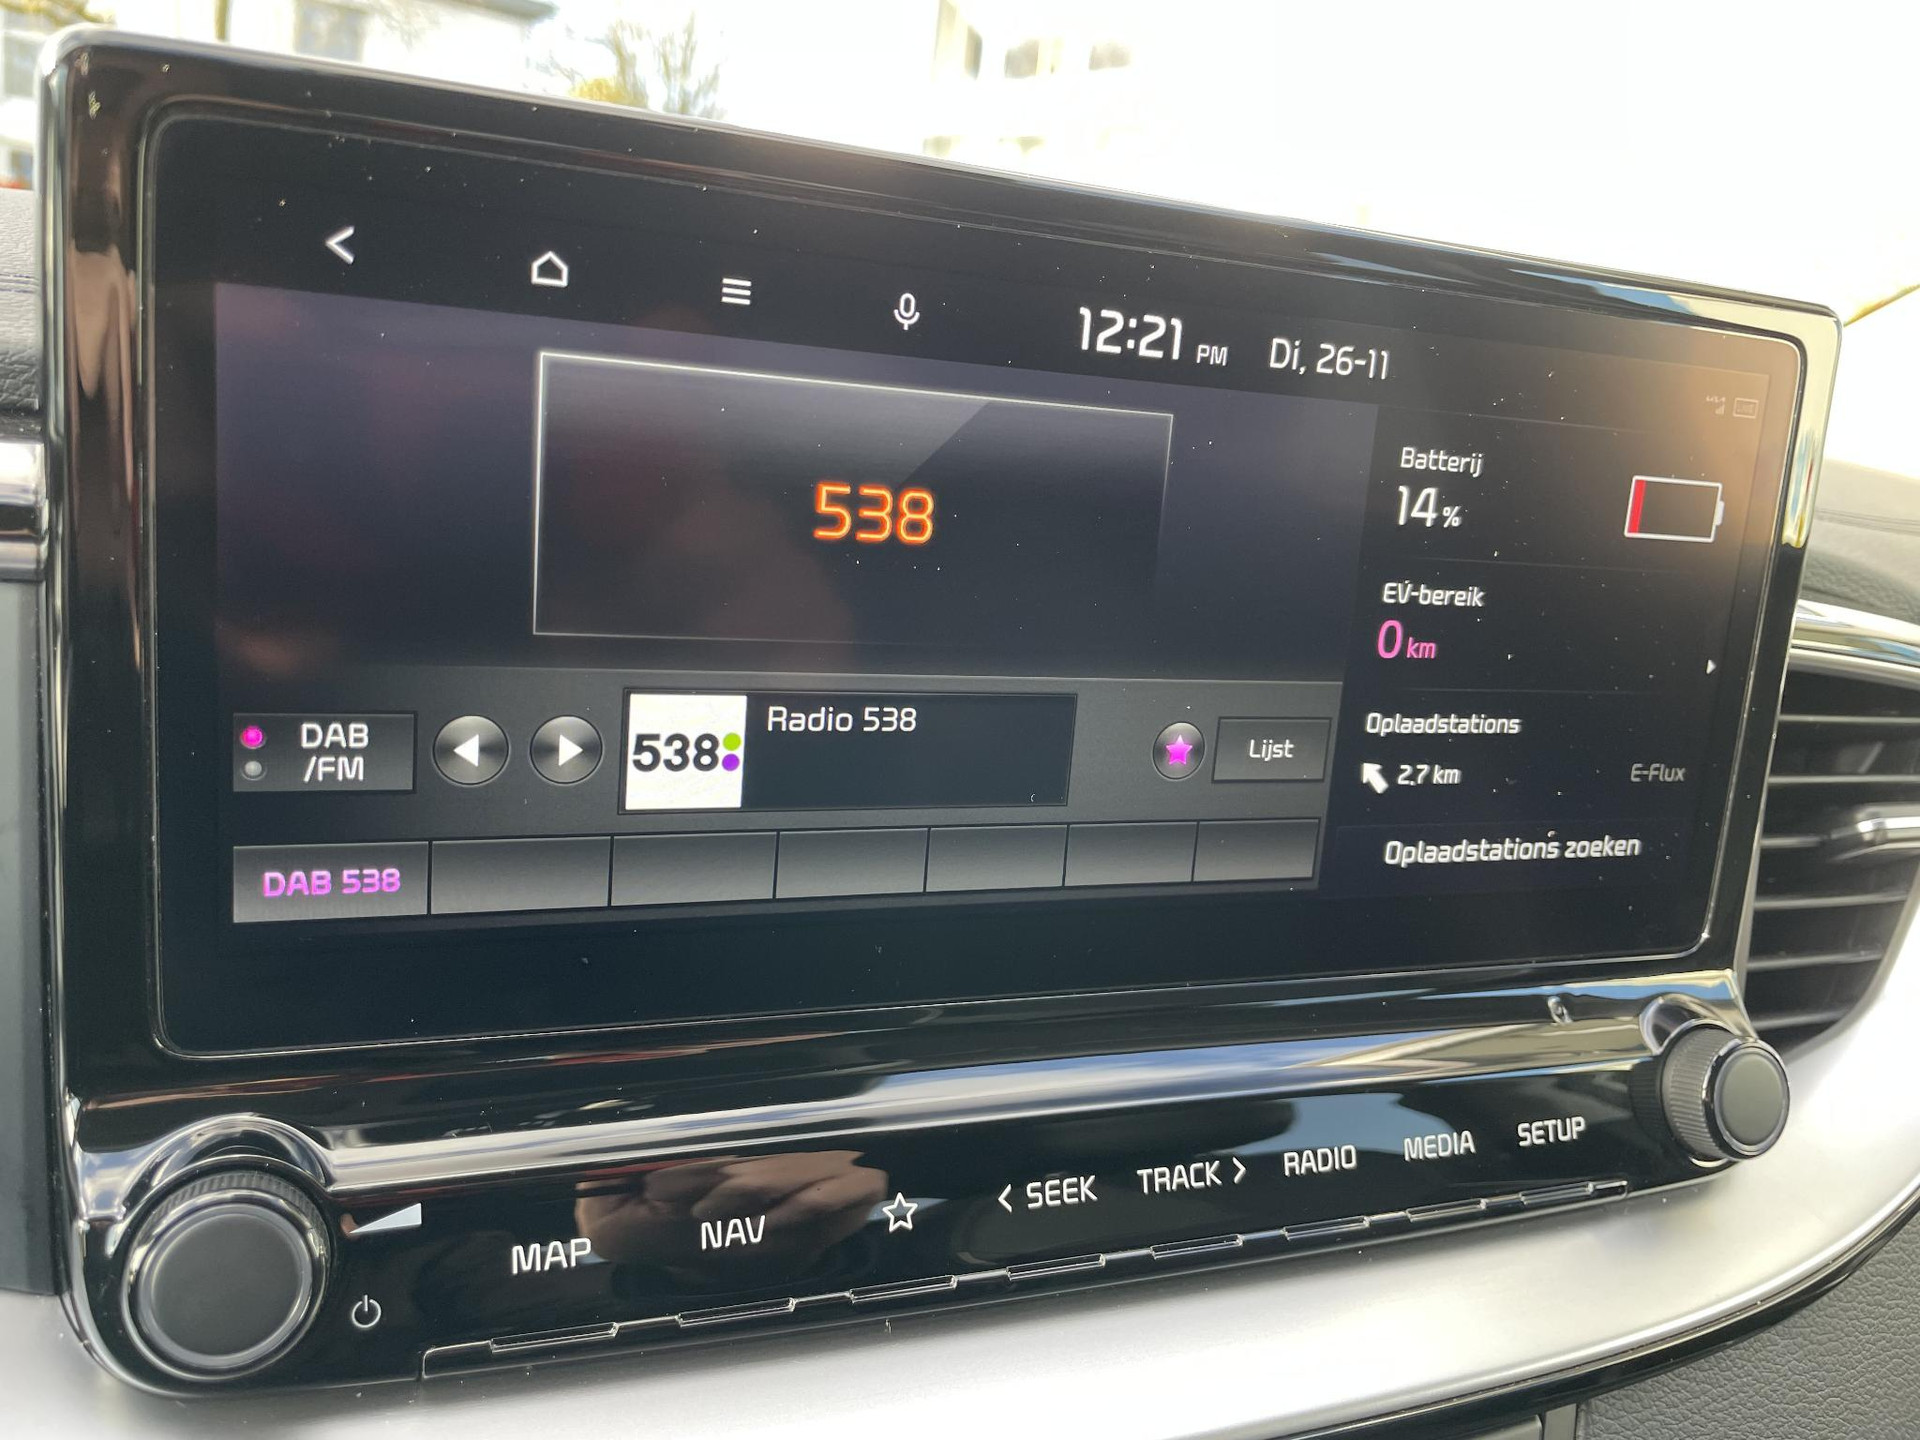 12:21 PM Di, 26-11
538
Batterij
14%
EV-bereik
0 km
Oplaadstations
2,7 km E-Flux
Oplaadstations zoeken
DAB
/FM
538
Radio 538
Lijst
DAB 538
MAP NAV SEEK TRACK RADIO MEDIA SETUP